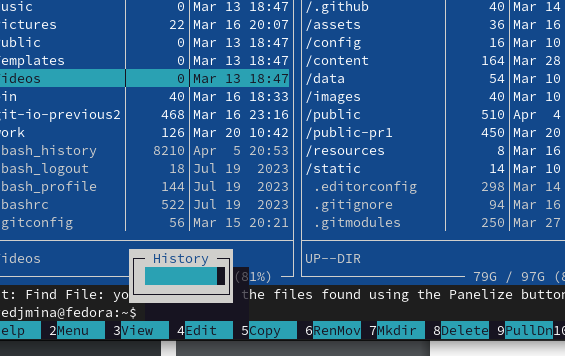 usic 0 Mar 13 18:47 /.github 40 Mar 14
ictures 22 Mar 16 20:07 /assets 36 Mar 16
ublic 0 Mar 13 18:47 /config 16 Mar 10
emplates 0 Mar 13 18:47 /content 164 Mar 28
ideos 0 Mar 13 18:47 /data 54 Mar 10
in 40 Mar 16 18:33 /images 40 Mar 10
it-io-previous2 468 Mar 16 23:16 /public 510 Apr 4
ork 126 Mar 20 10:42 /public-pr1 450 Mar 20
bash_history 8210 Apr 5 20:53 /resources 8 Mar 16
bash_logout 18 Jul 19 2023 /static 14 Mar 10
bash_profile 144 Jul 19 2023 .editorconfig 298 Mar 14
bashrc 522 Jul 19 2023 .gitignore 94 Mar 16
gitconfig 56 Mar 15 20:21 .gitmodules 250 Mar 27
ideos UP--DIR
History
(81%) 79G / 97G (8
t: Find File: yo the files found using the Panelize button
edjmina@fedora:~$
elp 2Menu 3View 4Edit 5Copy 6RenMov 7Mkdir 8Delete 9PullDn10